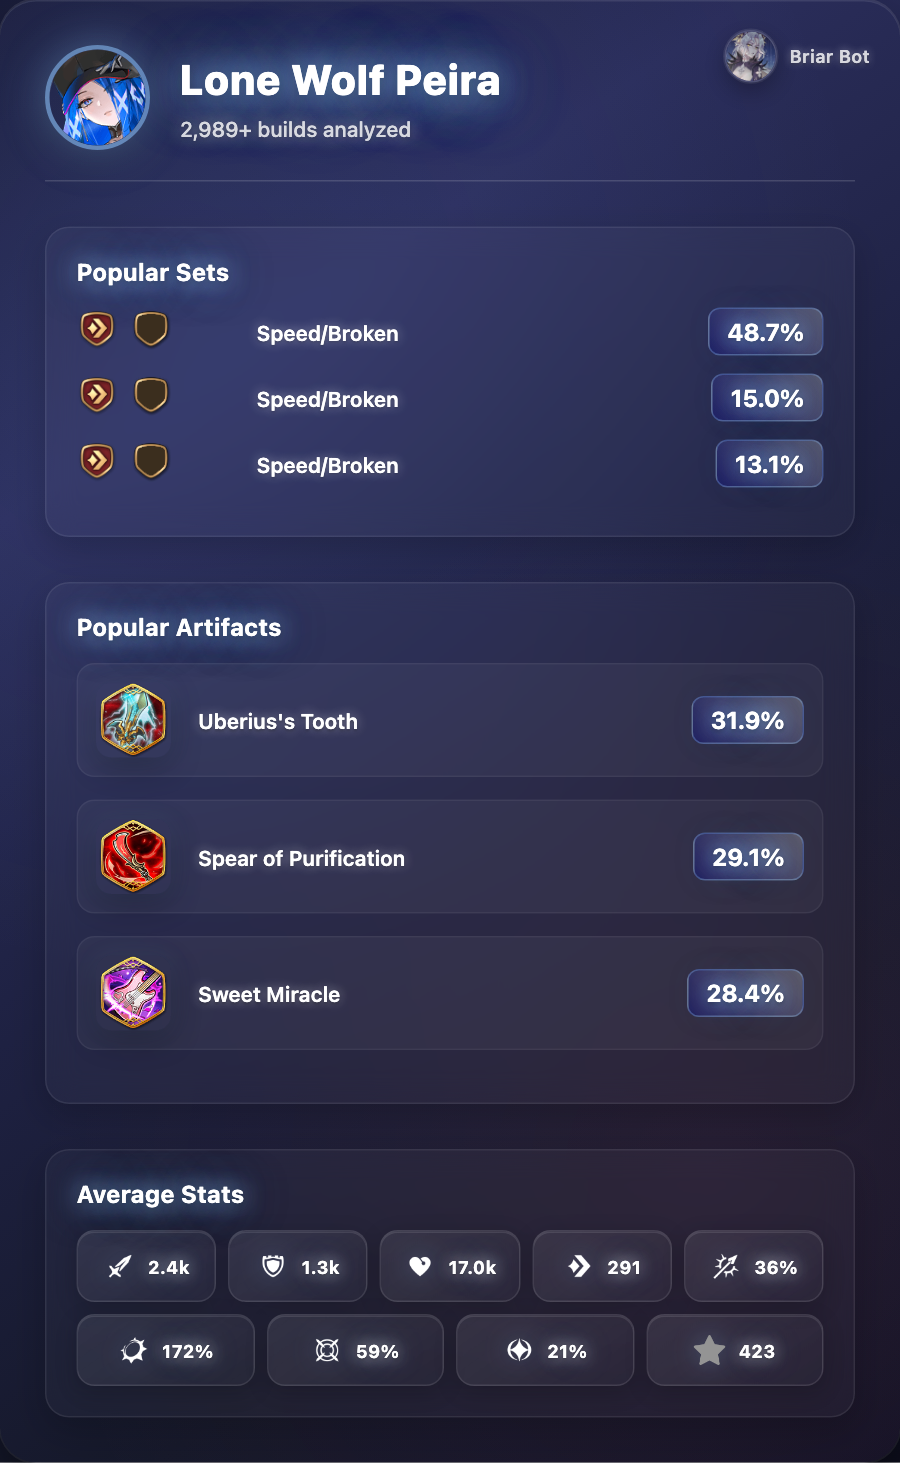 Lone Wolf Peira
2,989+ builds analyzed
Briar Bot
Popular Sets
Speed/Broken
48.7%
Speed/Broken
15.0%
Speed/Broken
13.1%
Popular Artifacts
Uberius's Tooth
31.9%
Spear of Purification
29.1%
Sweet Miracle
28.4%
Average Stats
2.4k
1.3k
17.0k
291
36%
172%
59%
21%
423